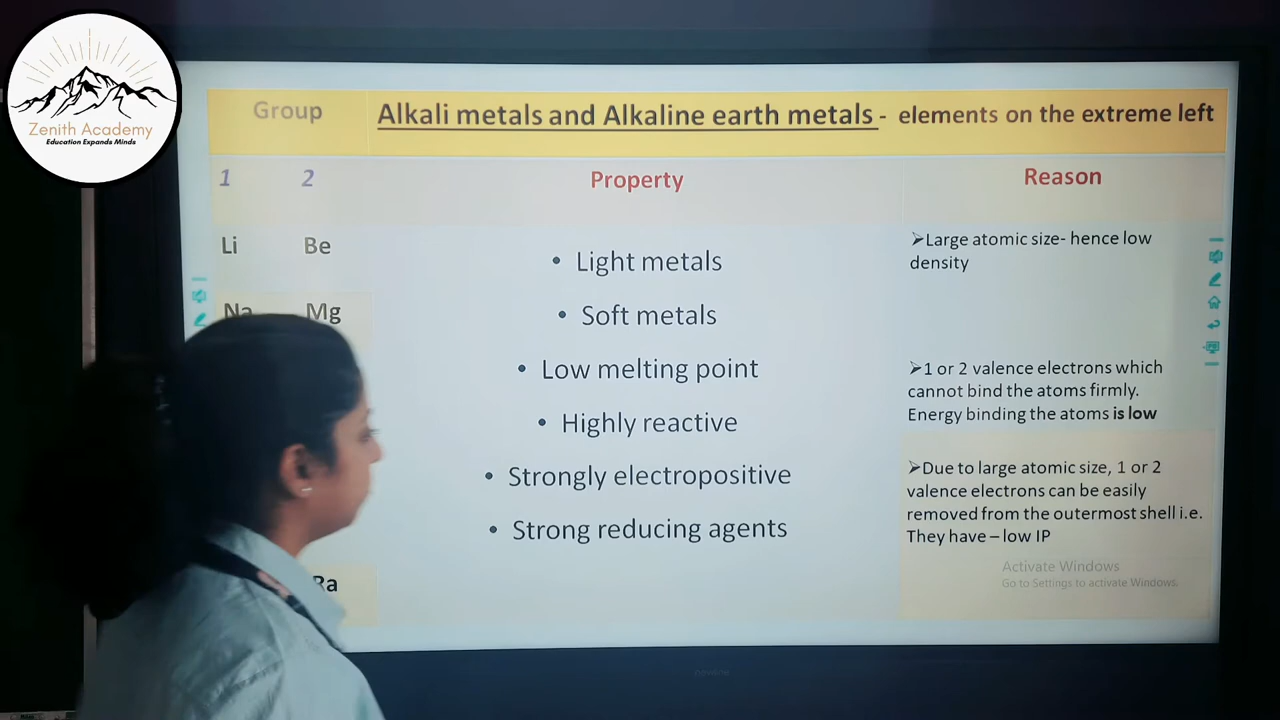 Zenith Academy
Education Expands Minds
Group
Alkali metals and Alkaline earth metals - elements on the extreme left
1 2
Property
Reason
Li Be
Na Mg
Ra
• Light metals
• Soft metals
• Low melting point
• Highly reactive
• Strongly electropositive
• Strong reducing agents
➢Large atomic size- hence low
density
➢1 or 2 valence electrons which
cannot bind the atoms firmly.
Energy binding the atoms is low
➢Due to large atomic size, 1 or 2
valence electrons can be easily
removed from the outermost shell i.e.
They have – low IP
Activate Windows
Go to Settings to activate Windows.